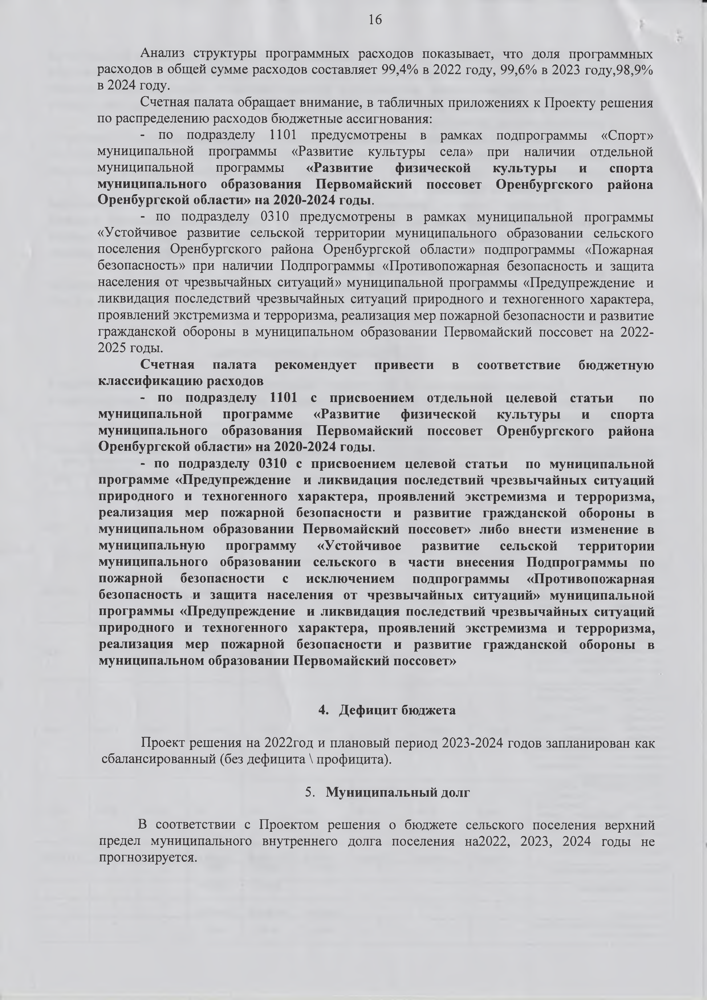 16
Анализ структуры программных расходов показывает, что доля программных
расходов в общей сумме расходов составляет 99,4% в 2022 году, 99,6% в 2023 году,98,9%
в 2024 году.
Счетная палата обращает внимание, в табличных приложениях к Проекту решения
по распределению расходов бюджетные ассигнования:
- по подразделу 1101 предусмотрены в рамках подпрограммы «Спорт»
муниципальной программы «Развитие культуры села» при наличии отдельной
муниципальной программы «Развитие физической культуры и спорта
муниципального образования Первомайский поссовет Оренбургского района
Оренбургской области» на 2020-2024 годы.
- по подразделу 0310 предусмотрены в рамках муниципальной программы
«Устойчивое развитие сельской территории муниципального образовании сельского
поселения Оренбургского района Оренбургской области» подпрограммы «Пожарная
безопасность» при наличии Подпрограммы «Противопожарная безопасность и защита
населения от чрезвычайных ситуаций» муниципальной программы «Предупреждение и
ликвидация последствий чрезвычайных ситуаций природного и техногенного характера,
проявлений экстремизма и терроризма, реализация мер пожарной безопасности и развитие
гражданской обороны в муниципальном образовании Первомайский поссовет на 2022-
2025 годы.
Счетная палата рекомендует привести в соответствие бюджетную
классификацию расходов
- по подразделу 1101 с присвоением отдельной целевой статьи по
муниципальной программе «Развитие физической культуры и спорта
муниципального образования Первомайский поссовет Оренбургского района
Оренбургской области» на 2020-2024 годы.
- по подразделу 0310 с присвоением целевой статьи по муниципальной
программе «Предупреждение и ликвидация последствий чрезвычайных ситуаций
природного и техногенного характера, проявлений экстремизма и терроризма,
реализация мер пожарной безопасности и развитие гражданской обороны в
муниципальном образовании Первомайский поссовет» либо внести изменение в
муниципальную программу «Устойчивое развитие сельской территории
муниципального образовании сельского в части внесения Подпрограммы по
пожарной безопасности с исключением подпрограммы «Противопожарная
безопасность и защита населения от чрезвычайных ситуаций» муниципальной
программы «Предупреждение и ликвидация последствий чрезвычайных ситуаций
природного и техногенного характера, проявлений экстремизма и терроризма,
реализация мер пожарной безопасности и развитие гражданской обороны в
муниципальном образовании Первомайский поссовет»
4. Дефицит бюджета
Проект решения на 2022год и плановый период 2023-2024 годов запланирован как
сбалансированный (без дефицита \ профицита).
5. Муниципальный долг
В соответствии с Проектом решения о бюджете сельского поселения верхний
предел муниципального внутреннего долга поселения на2022, 2023, 2024 годы не
прогнозируется.